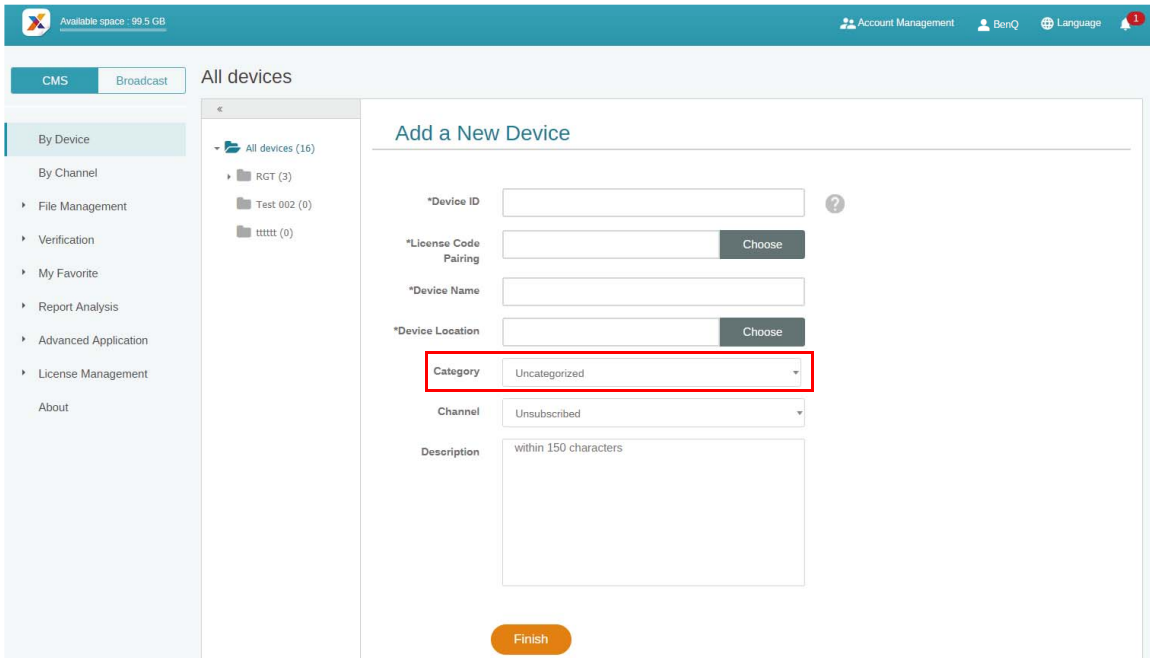 Available space : 99.5 GB
Account Management
BenQ
Language
1
CMS
Broadcast
All devices
«
By Device
By Channel
File Management
Verification
My Favorite
Report Analysis
Advanced Application
License Management
About
All devices (16)
RGT (3)
Test 002 (0)
tttttt (0)
Add a New Device
*Device ID
?
*License Code
Pairing
Choose
*Device Name
*Device Location
Choose
Category
Uncategorized
Channel
Unsubscribed
Description
within 150 characters
Finish